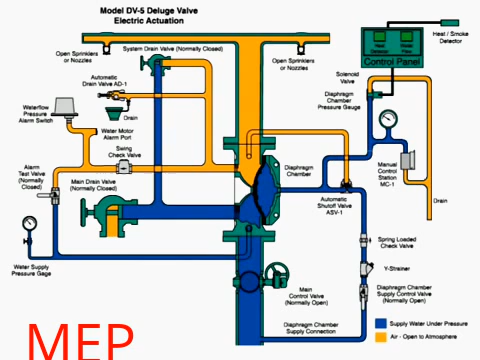 Model DV-5 Deluge Valve
Electric Actuation
Open Sprinklers
or Nozzles
System Drain Valve (Normally Closed)
Open Sprinklers
or Nozzles
Heat / Smoke
Detector
Control Panel
Solenoid
Valve
Diaphragm
Chamber
Pressure Gauge
Automatic
Drain Valve AD-1
Drain
Waterflow
Pressure
Alarm Switch
Water Motor
Alarm Port
Swing
Check Valve
Alarm
Test Valve
(Normally
Closed)
Main Drain Valve
(Normally Closed)
Diaphragm
Chamber
Manual
Control
Station
MC-1
Automatic
Shutoff Valve
ASV-1
Drain
Spring Loaded
Check Valve
Y-Strainer
Water Supply
Pressure Gage
Main
Control Valve
(Normally Open)
Diaphragm Chamber
Supply Control Valve
(Normally Open)
Diaphragm Chamber
Supply Connection
Supply Water Under Pressure
Air - Open to Atmosphere
MEP